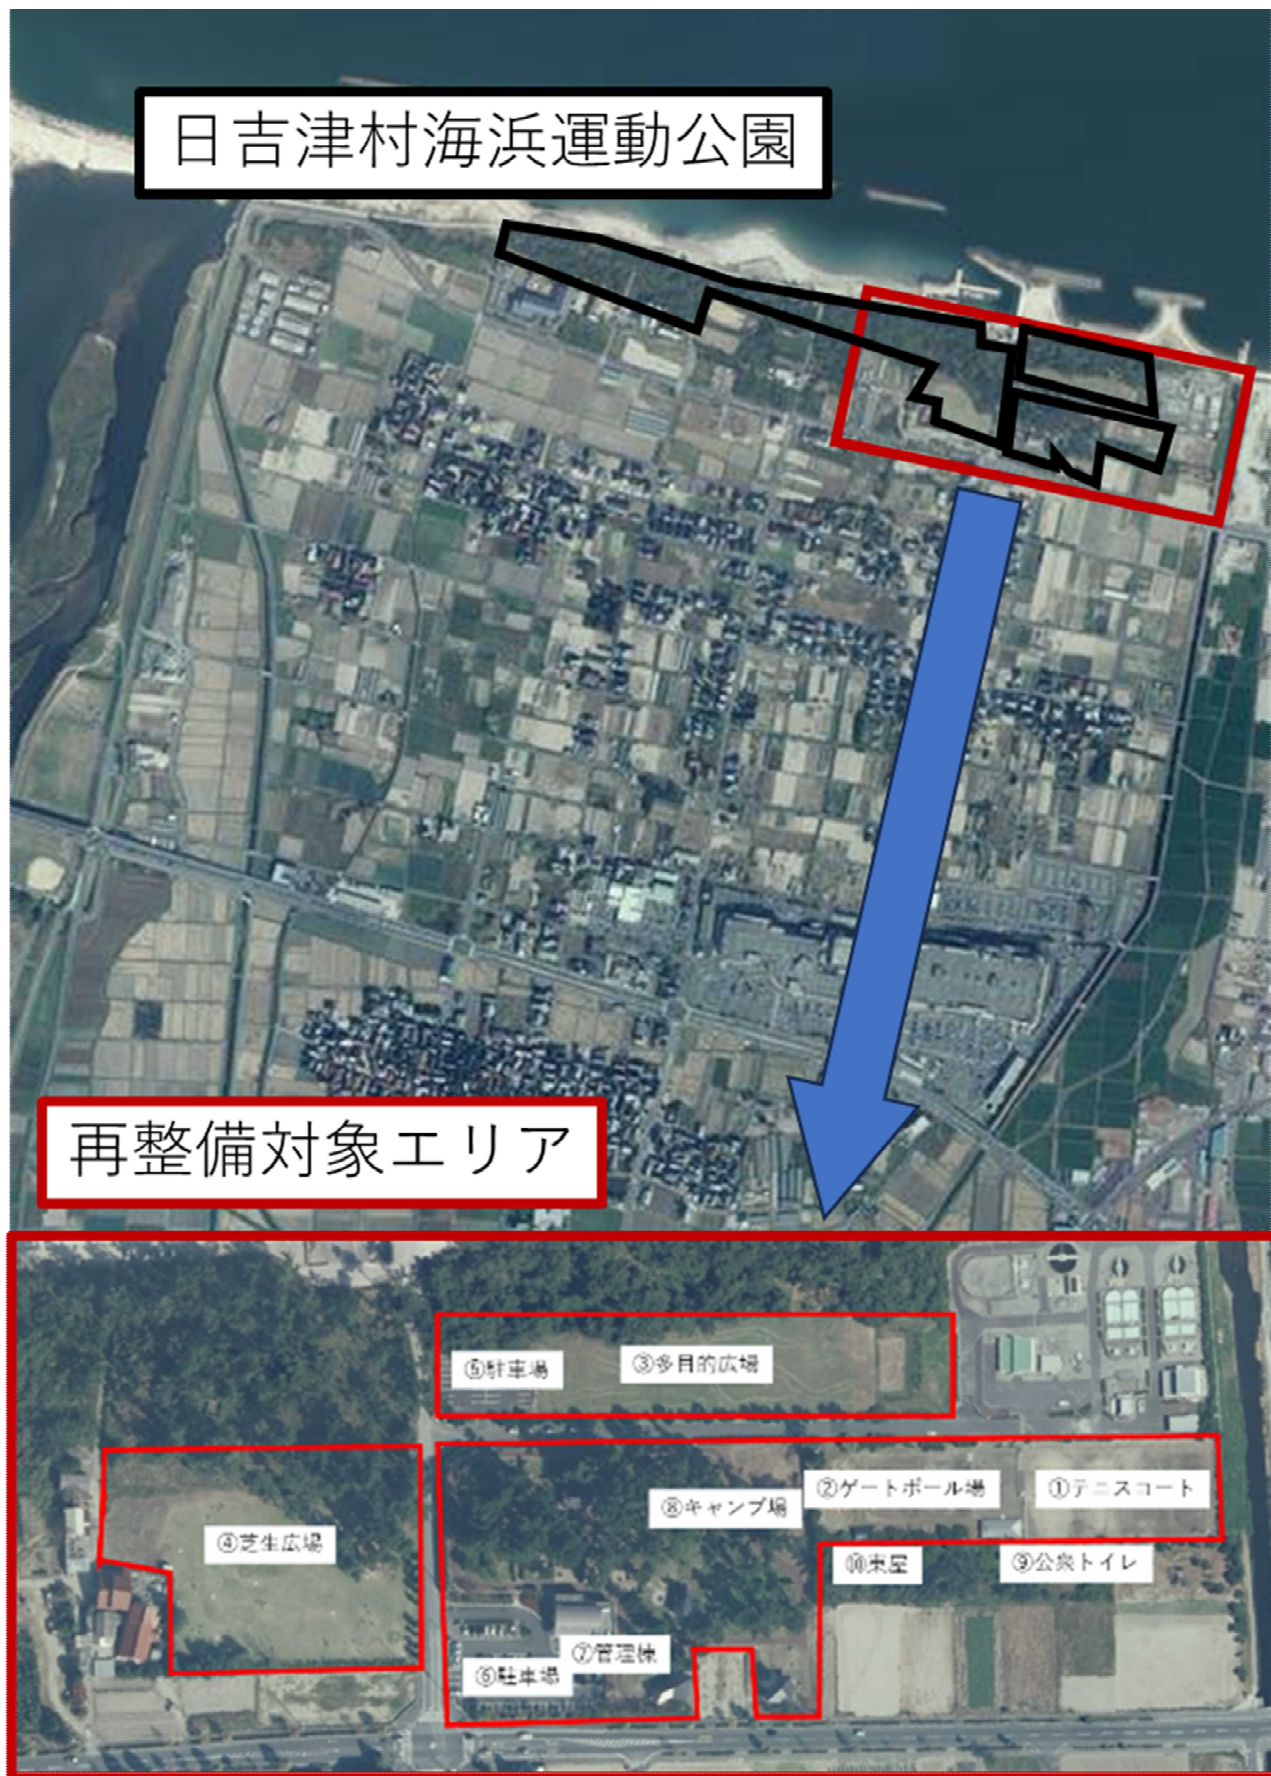 日吉津村海浜運動公園
再整備対象エリア
⑤駐車場
③多目的広場
②ゲートボール場
①テニスコート
⑧キャンプ場
④芝生広場
⑩東屋
⑨公衆トイレ
⑦管理棟
⑥駐車場